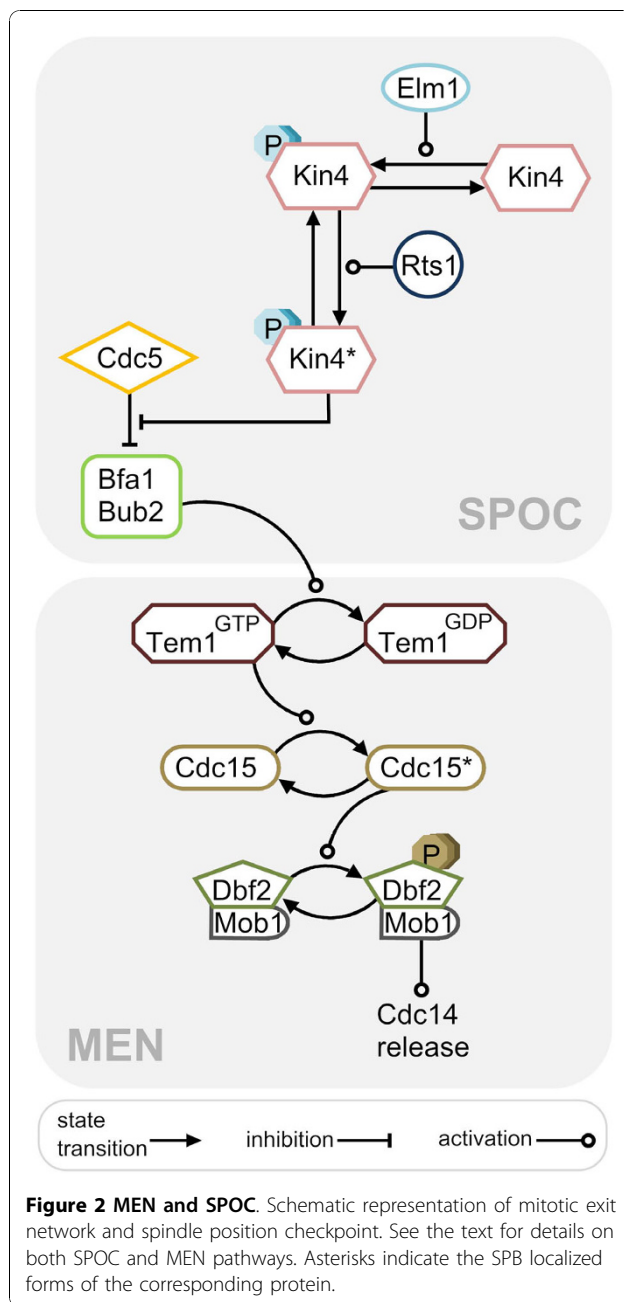 Elm1
P
Kin4
Kin4
Rts1
P
Kin4*
Cdc5
Bfa1
Bub2
SPOC
Tem1GTP
Tem1GDP
Cdc15
Cdc15*
P
Dbf2
Dbf2
Mob1
Mob1
Cdc14
release
MEN
state
transition
inhibition
activation
Figure 2 MEN and SPOC. Schematic representation of mitotic exit
network and spindle position checkpoint. See the text for details on
both SPOC and MEN pathways. Asterisks indicate the SPB localized
forms of the corresponding protein.